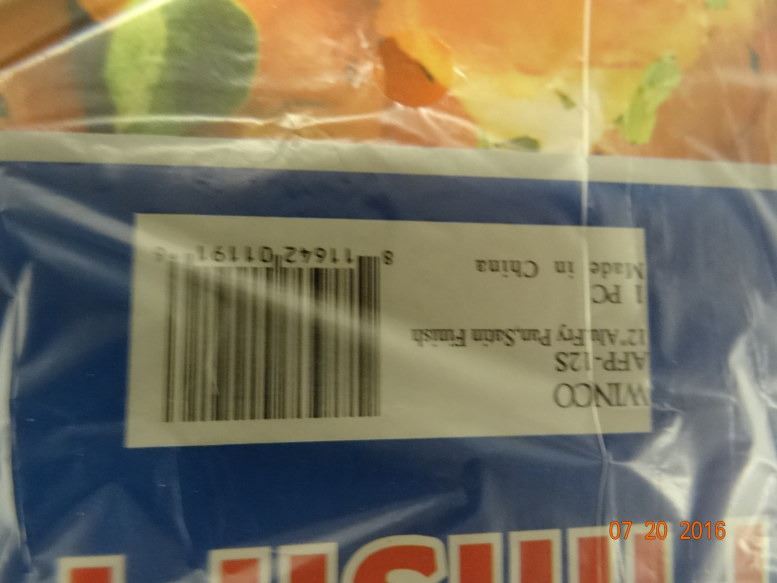 WINCO
AFP-12S
12"Alu.Fry Pan,Satin Finish
1 PC
Made in China
8 11642 01191 6
07 20 2016